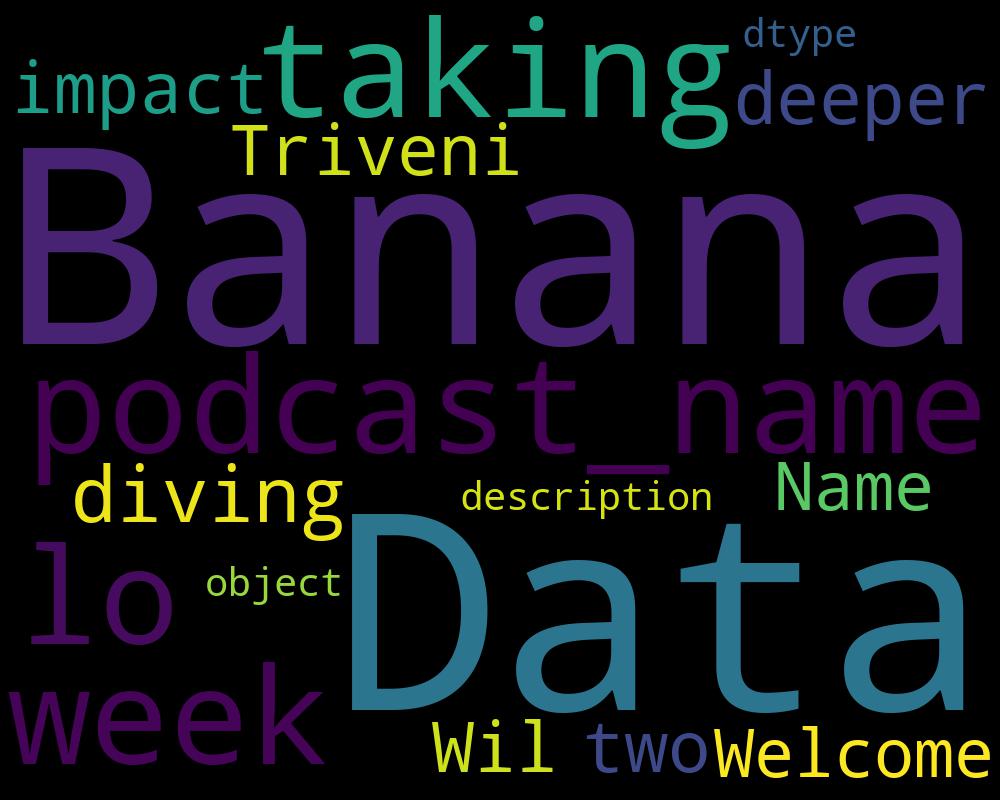 impact taking dtype
deeper
Triveni
Banana
podcast_name
diving description Name
lo object Data
week
Wil two Welcome